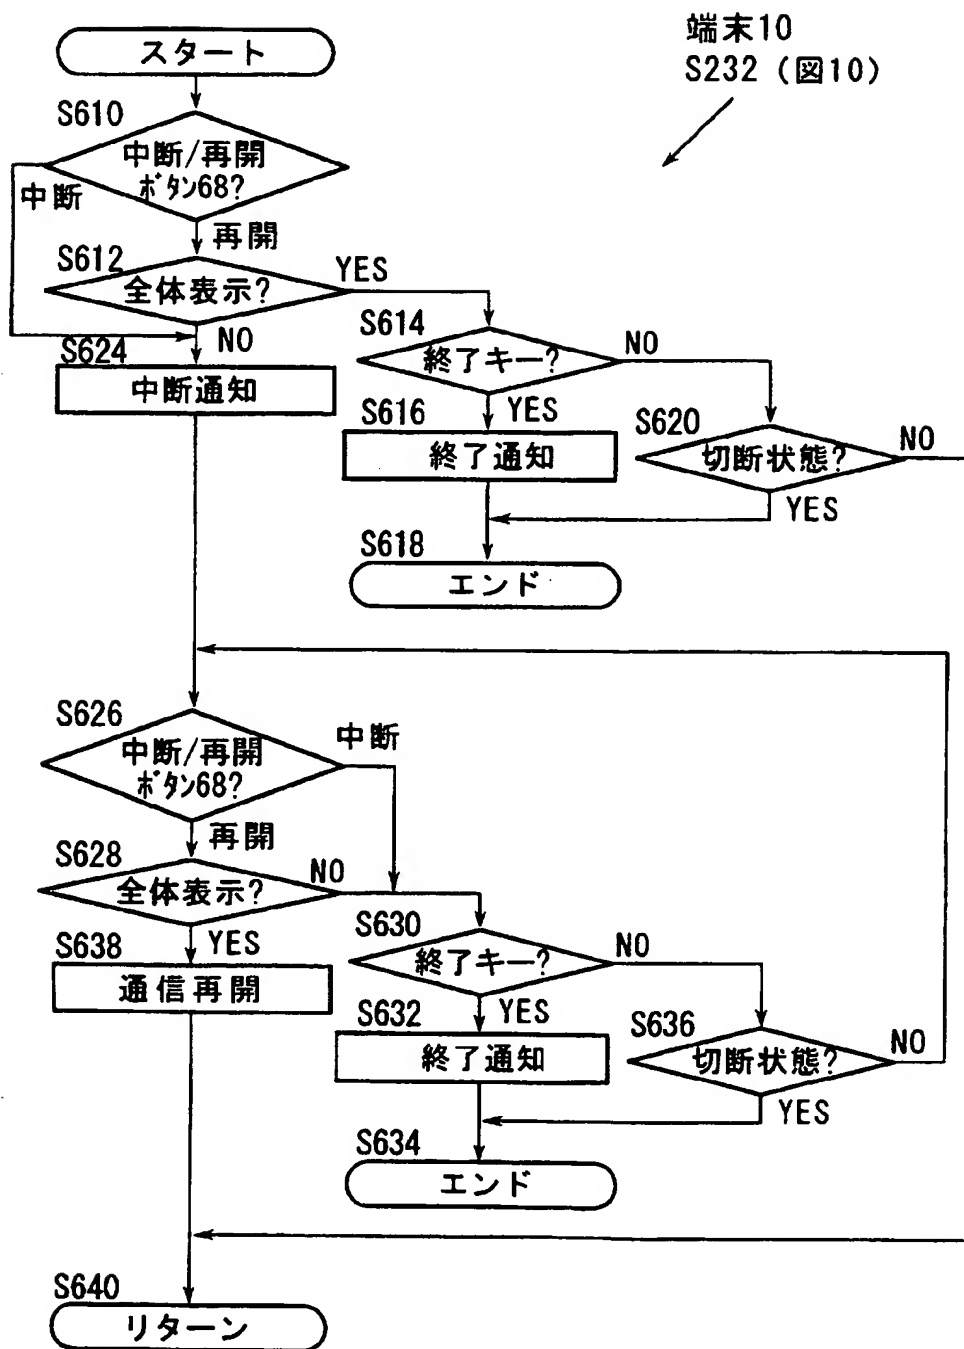 端末10
S232 (図10)
スタート
S610
中断/再開
ボタン68?
中断
再開
S612
全体表示?
YES
NO
S614
終了キー?
NO
YES
S616
終了通知
S620
切断状態?
NO
YES
S618
エンド
S624
中断通知
S626
中断/再開
ボタン68?
中断
再開
S628
全体表示?
NO
YES
S630
終了キー?
NO
YES
S632
終了通知
S636
切断状態?
NO
YES
S634
エンド
S638
通信再開
S640
リターン